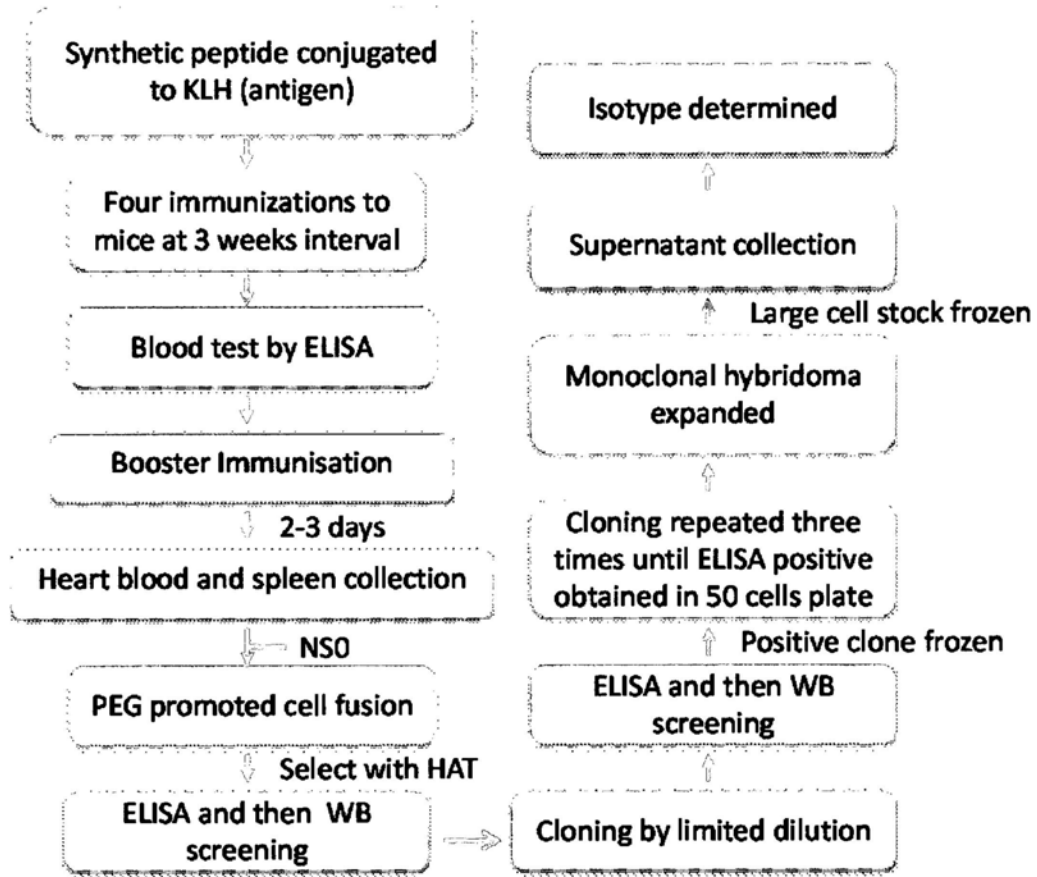 Synthetic peptide conjugated
to KLH (antigen)
Four immunizations to
mice at 3 weeks interval
Blood test by ELISA
Booster Immunisation
2-3 days
Heart blood and spleen collection
NS0
PEG promoted cell fusion
Select with HAT
ELISA and then WB
screening
Cloning by limited dilution
ELISA and then WB
screening
Positive clone frozen
Cloning repeated three
times until ELISA positive
obtained in 50 cells plate
Monoclonal hybridoma
expanded
Large cell stock frozen
Supernatant collection
Isotype determined